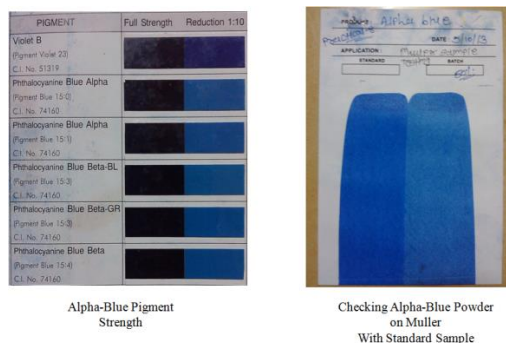 PIGMENT Full Strength Reduction 1:10
Violet B
(Pigment Violet 23)
C.I. No. 51319
Phthalocyanine Blue Alpha
(Pigment Blue 15:0)
C.I. No. 74160
Phthalocyanine Blue Alpha
(Pigment Blue 15:1)
C.I. No. 74160
Phthalocyanine Blue Beta-BL
(Pigment Blue 15:3)
C.I. No. 74160
Phthalocyanine Blue Beta-GR
(Pigment Blue 15:3)
C.I. No. 74160
Phthalocyanine Blue Beta
(Pigment Blue 15:4)
C.I. No. 74160
Alpha-Blue Pigment
Strength
Alpha blue
DATE
APPLICATION: Muller sample
STANDARD BATCH
Checking Alpha-Blue Powder
on Muller
With Standard Sample